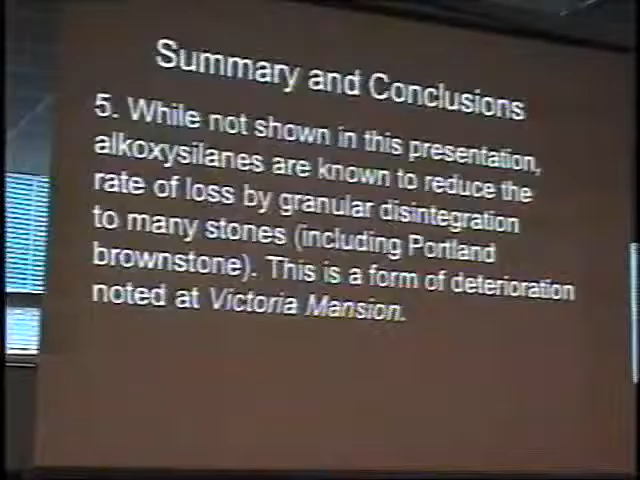 Summary and Conclusions
5. While not shown in this presentation,
alkoxysilanes are known to reduce the
rate of loss by granular disintegration
to many stones (including Portland
brownstone). This is a form of deterioration
noted at Victoria Mansion.